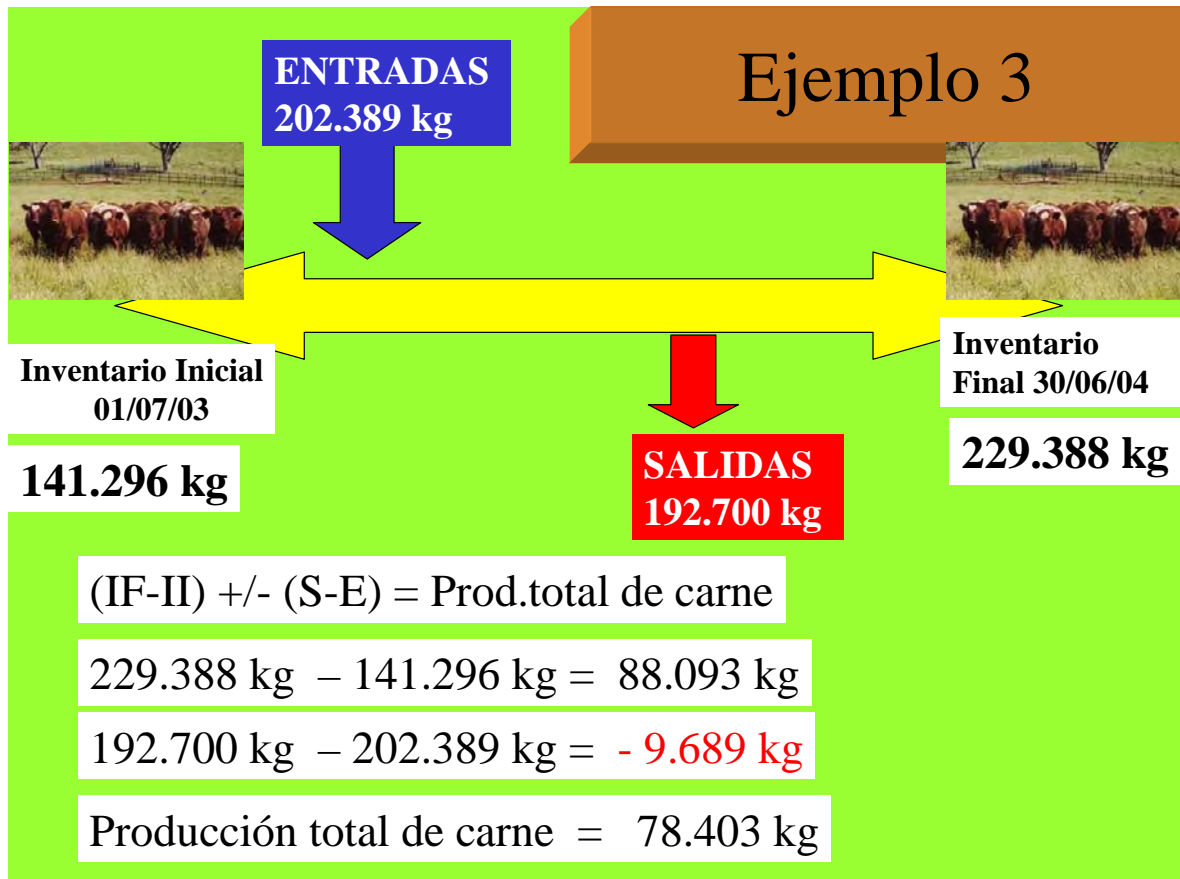 Ejemplo 3
ENTRADAS
202.389 kg
Inventario Inicial
01/07/03
141.296 kg
Inventario
Final 30/06/04
229.388 kg
SALIDAS
192.700 kg
(IF-II) +/- (S-E) = Prod.total de carne
229.388 kg – 141.296 kg = 88.093 kg
192.700 kg – 202.389 kg = - 9.689 kg
Producción total de carne = 78.403 kg